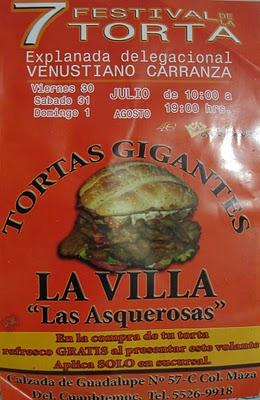 7 FESTIVAL DE LA
TORTA
Explanada delegacional
VENUSTIANO CARRANZA
Viernes 30
Sabado 31
Domingo 1
JULIO
AGOSTO
de 10:00 a
19:00 hrs.
TORTAS GIGANTES
LA VILLA
"Las Asquerosas"
En la compra de tu torta
refresco GRATIS al presentar este volante
Aplica SOLO en sucursal.
Calzada de Guadalupe Nº 57-C Col. Maza
Del. Cuauhtemoc, Tel. 5526-9918